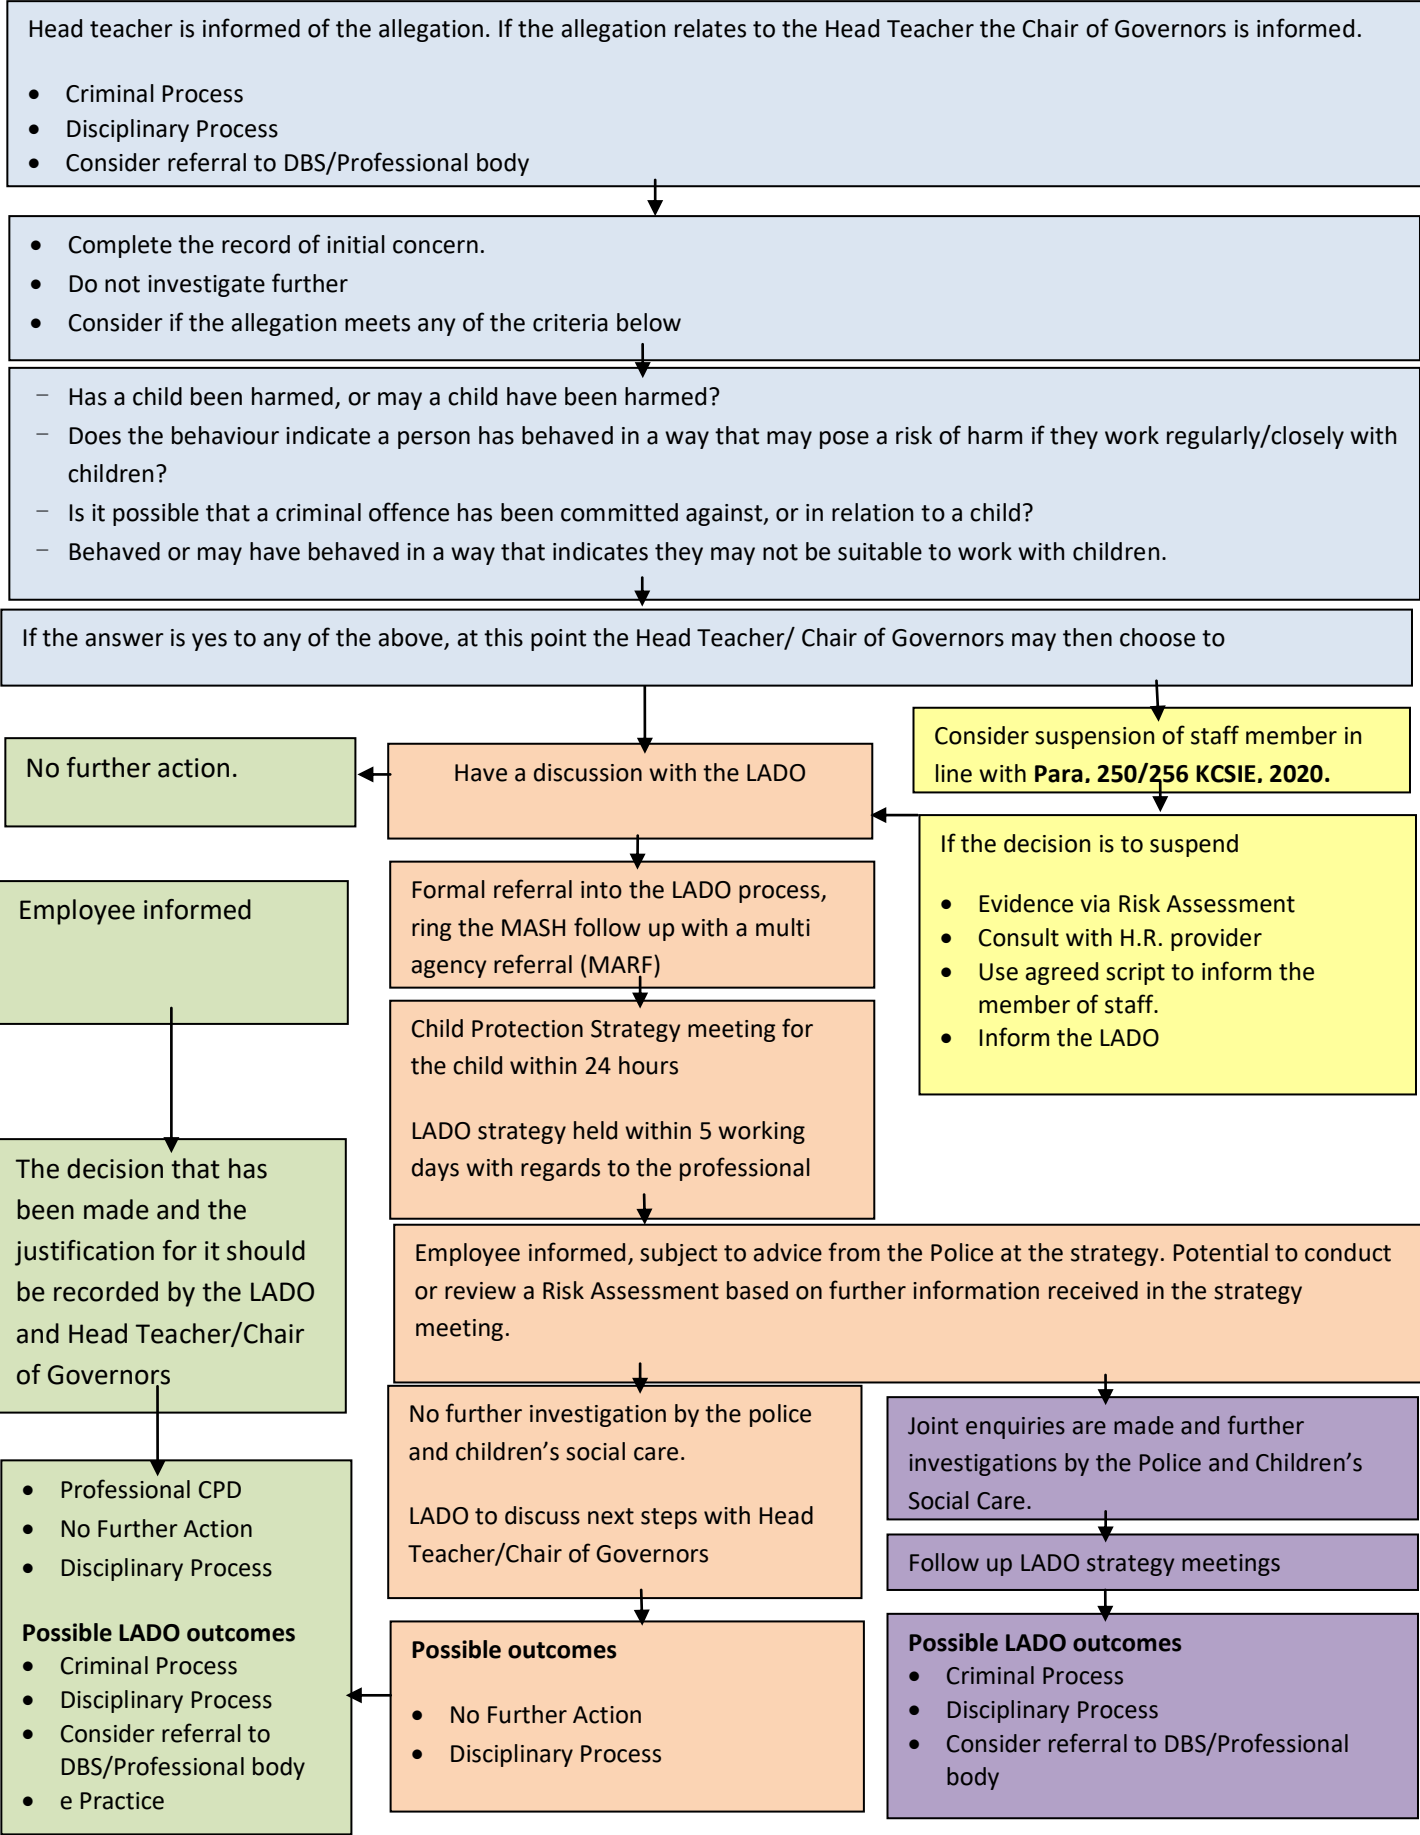 Head teacher is informed of the allegation. If the allegation relates to the Head Teacher the Chair of Governors is informed.
• Criminal Process
• Disciplinary Process
• Consider referral to DBS/Professional body
• Complete the record of initial concern.
• Do not investigate further
• Consider if the allegation meets any of the criteria below
− Has a child been harmed, or may a child have been harmed?
− Does the behaviour indicate a person has behaved in a way that may pose a risk of harm if they work regularly/closely with
children?
− Is it possible that a criminal offence has been committed against, or in relation to a child?
− Behaved or may have behaved in a way that indicates they may not be suitable to work with children.
If the answer is yes to any of the above, at this point the Head Teacher/ Chair of Governors may then choose to
No further action.
Have a discussion with the LADO
Consider suspension of staff member in
line with Para. 250/256 KCSIE. 2020.
If the decision is to suspend
• Evidence via Risk Assessment
• Consult with H.R. provider
• Use agreed script to inform the
member of staff.
• Inform the LADO
Formal referral into the LADO process,
ring the MASH follow up with a multi
agency referral (MARF)
Employee informed
Child Protection Strategy meeting for
the child within 24 hours
LADO strategy held within 5 working
days with regards to the professional
The decision that has
been made and the
justification for it should
be recorded by the LADO
and Head Teacher/Chair
of Governors
Employee informed, subject to advice from the Police at the strategy. Potential to conduct
or review a Risk Assessment based on further information received in the strategy
meeting.
No further investigation by the police
and children’s social care.
LADO to discuss next steps with Head
Teacher/Chair of Governors
Joint enquiries are made and further
investigations by the Police and Children’s
Social Care.
Follow up LADO strategy meetings
• Professional CPD
• No Further Action
• Disciplinary Process
Possible LADO outcomes
• Criminal Process
• Disciplinary Process
• Consider referral to
DBS/Professional body
• e Practice
Possible outcomes
• No Further Action
• Disciplinary Process
Possible LADO outcomes
• Criminal Process
• Disciplinary Process
• Consider referral to DBS/Professional
body